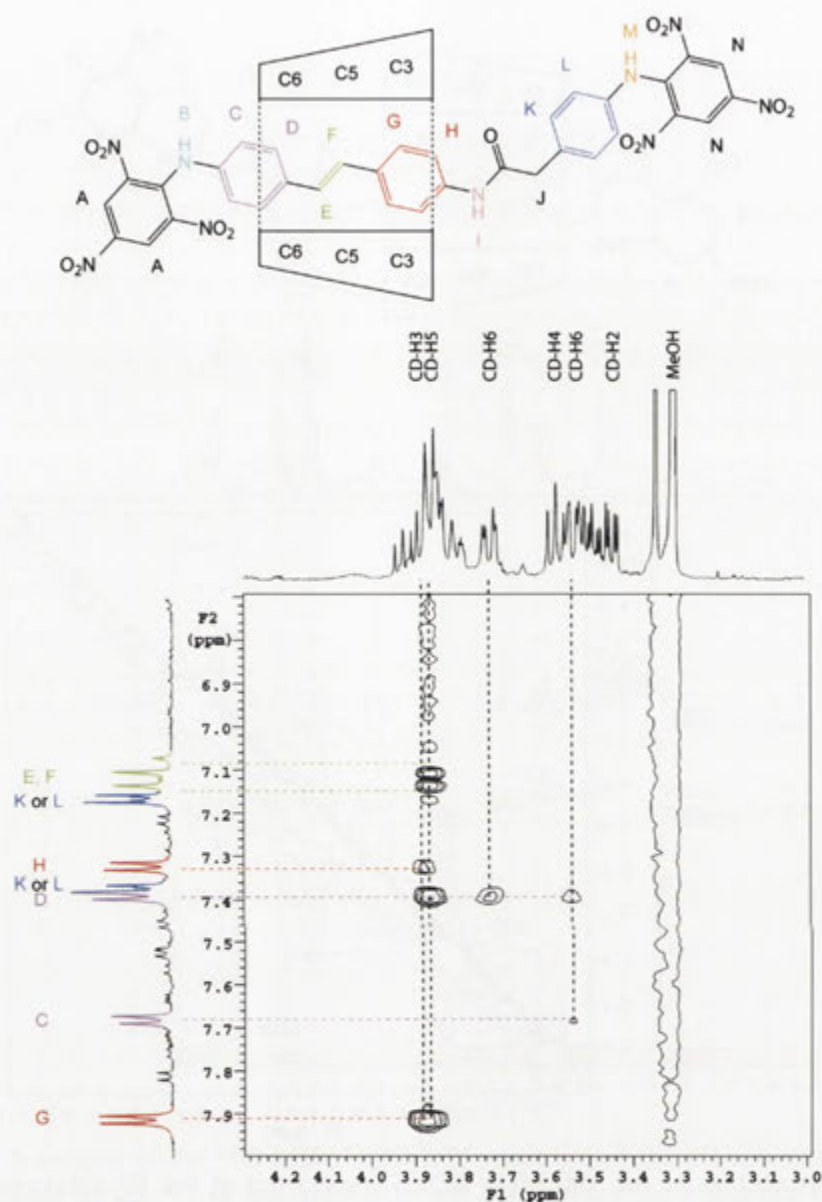 O₂N
M
H
N
N
L
C6 C5 C3
K
NO₂
B
H
N
C
D
F
G
H
O
O₂N
N
NO₂
A
NO₂
E
N
H
I
J
O₂N
A
C6 C5 C3
CD-H3
CD-H5
CD-H6
CD-H4
CD-H6
CD-H2
MeOH
F2
(ppm)
6.9
7.0
7.1
7.2
7.3
7.4
7.5
7.6
7.7
7.8
7.9
E, F
K or L
H
K or L
D
C
G
4.2 4.1 4.0 3.9 3.8 3.7 3.6 3.5 3.4 3.3 3.2 3.1 3.0
F1 (ppm)